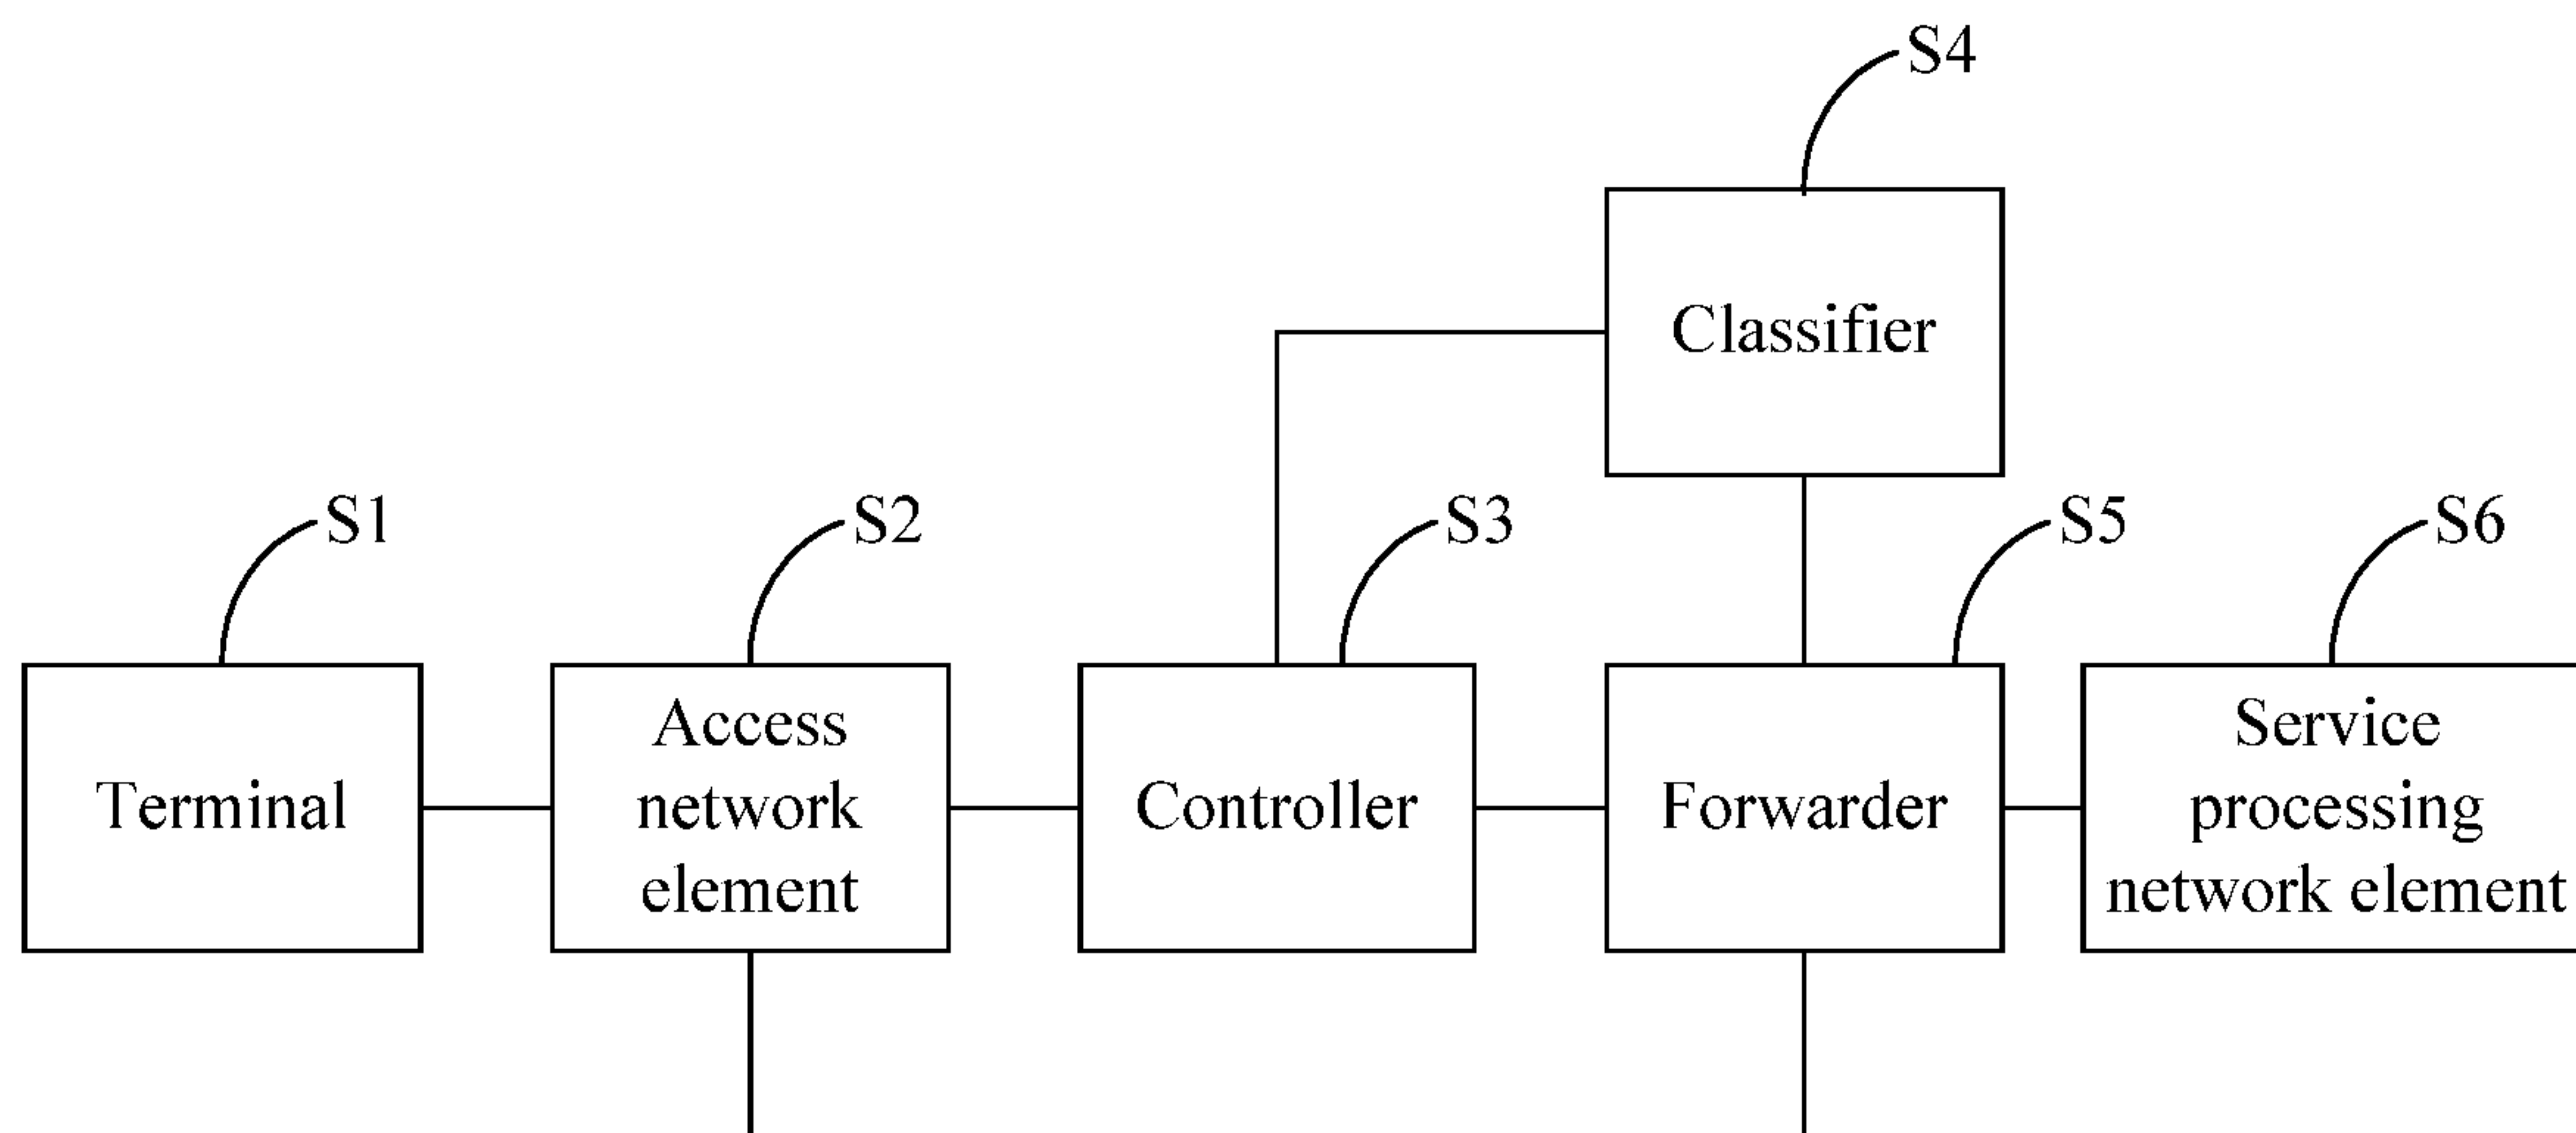 S4
Classifier
S1
S2
S3
S5
S6
Terminal
Access
network
element
Controller
Forwarder
Service
processing
network element